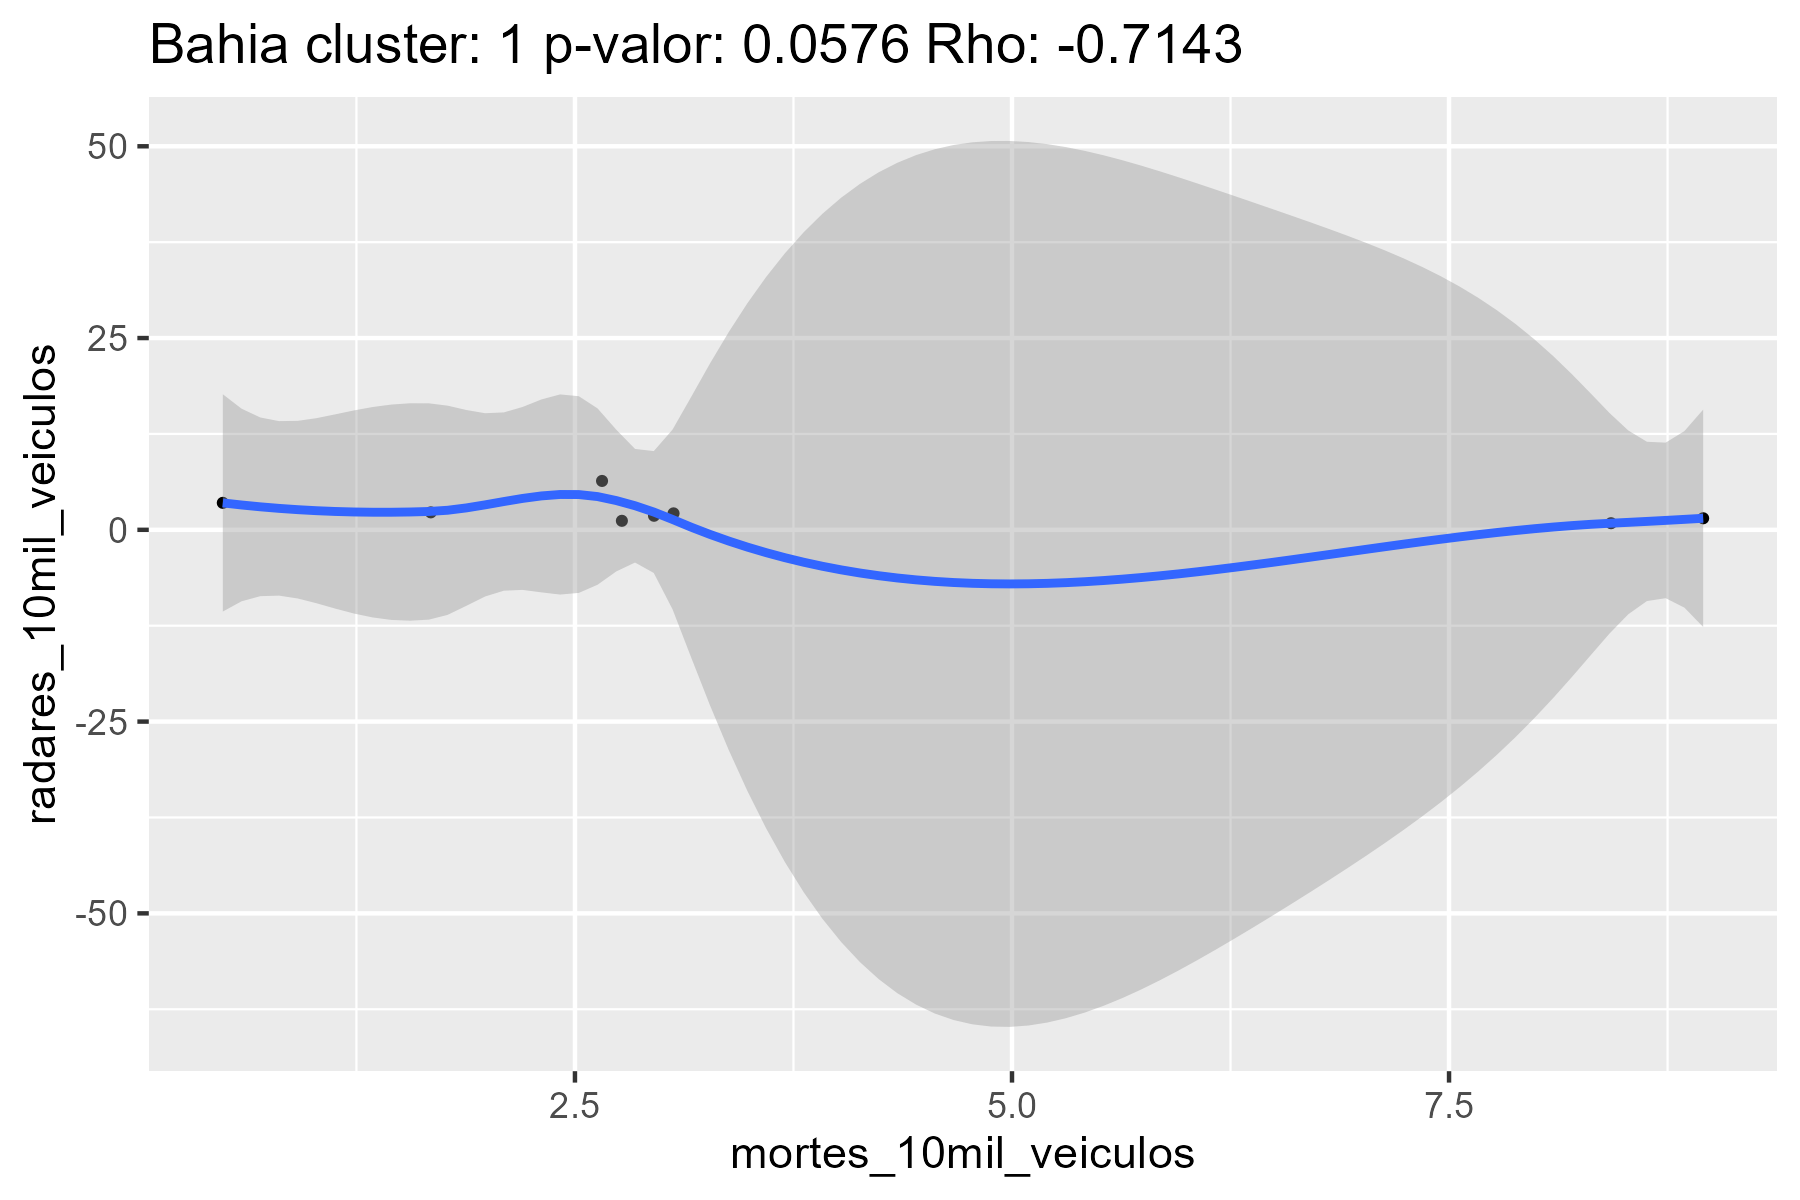 Bahia cluster: 1 p-valor: 0.0576 Rho: -0.7143
radares_10mil_veiculos
50
25
0
-25
-50
2.5 5.0 7.5
mortes_10mil_veiculos